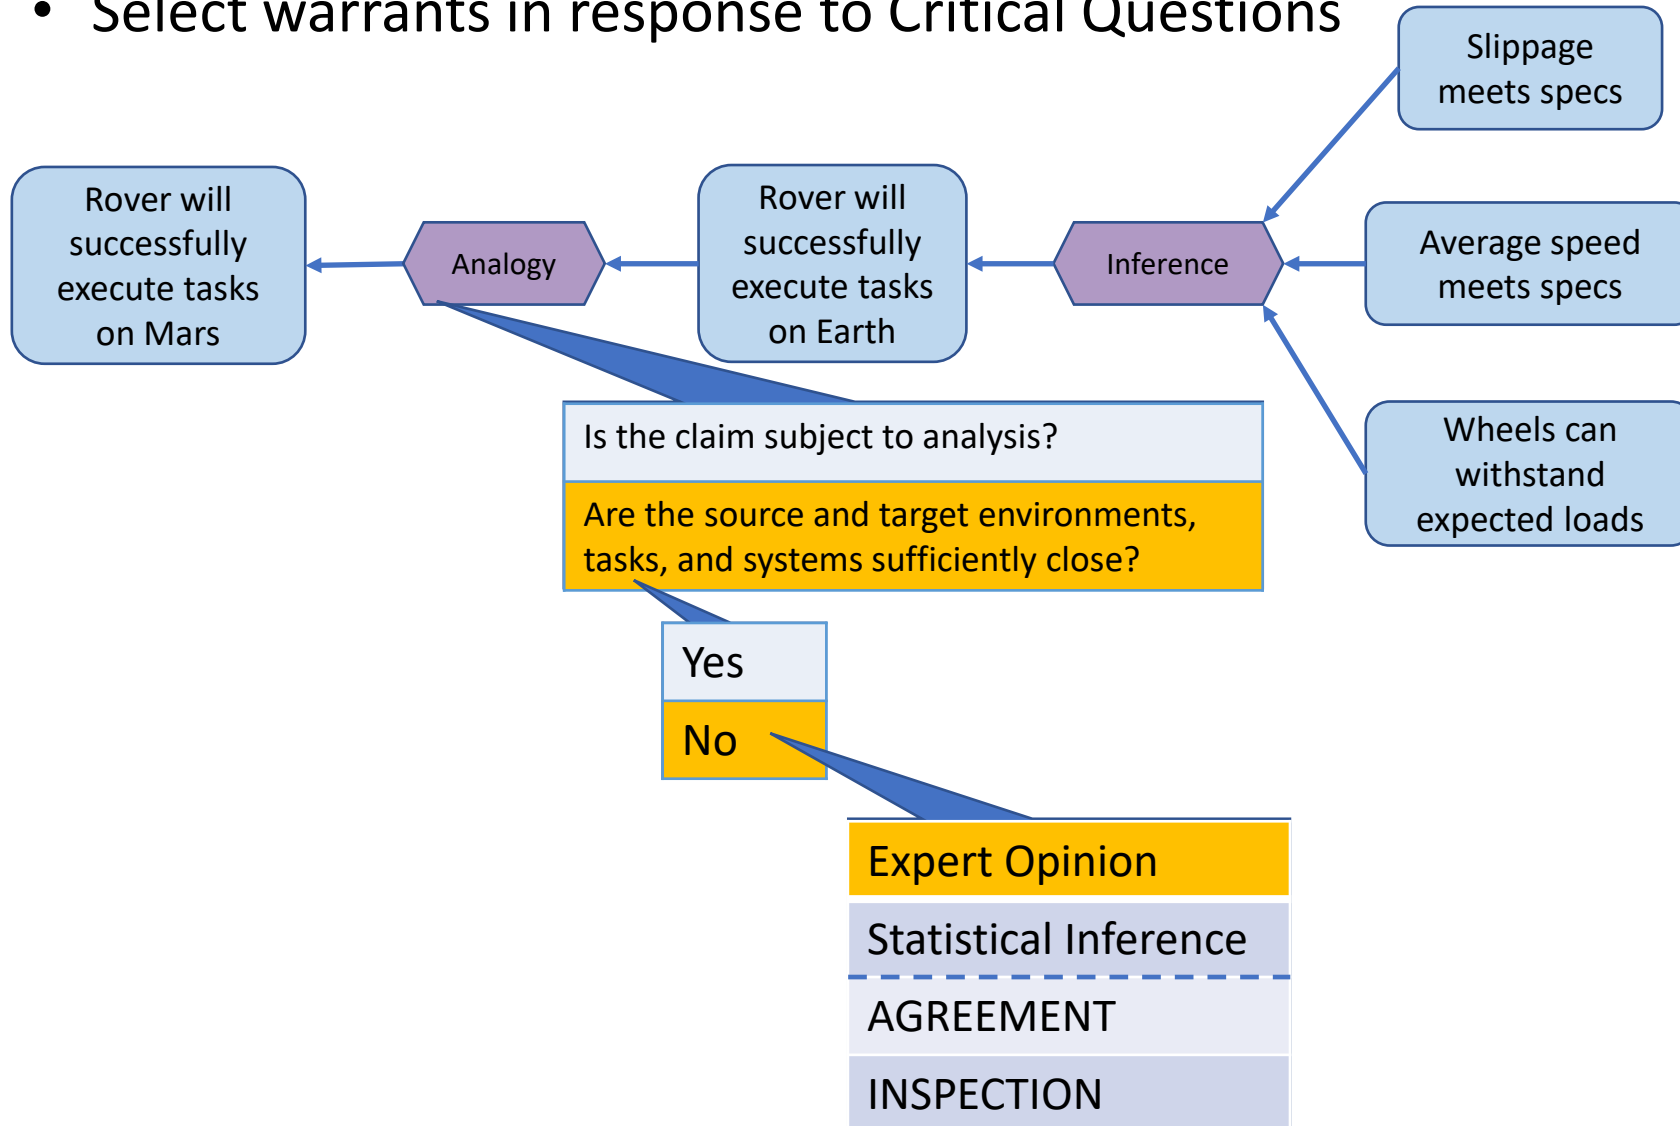 • Select warrants in response to Critical Questions
Slippage
meets specs
Rover will
successfully
execute tasks
on Mars
Analogy
Rover will
successfully
execute tasks
on Earth
Inference
Average speed
meets specs
Wheels can
withstand
expected loads
Is the claim subject to analysis?
Are the source and target environments,
tasks, and systems sufficiently close?
Yes
No
Expert Opinion
Statistical Inference
AGREEMENT
INSPECTION